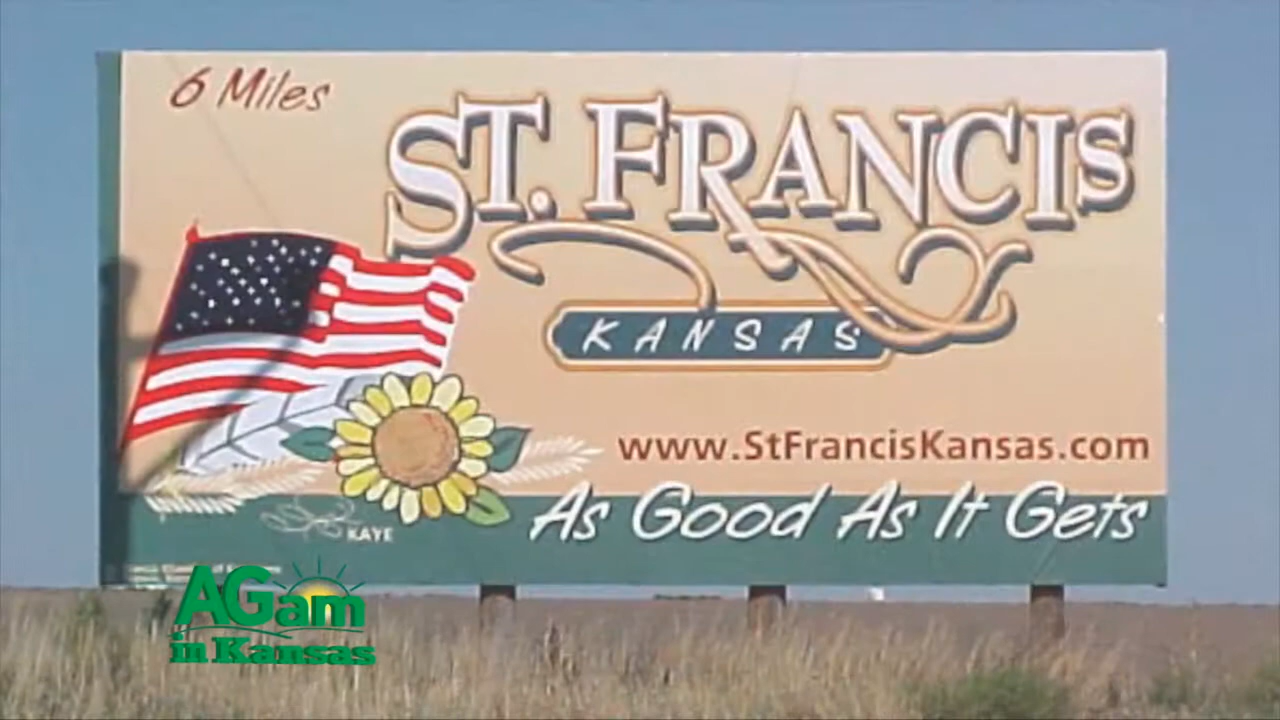 6 Miles
ST. FRANCIS
KANSAS
www.StFrancisKansas.com
As Good As It Gets
KAYE
AGam
in Kansas